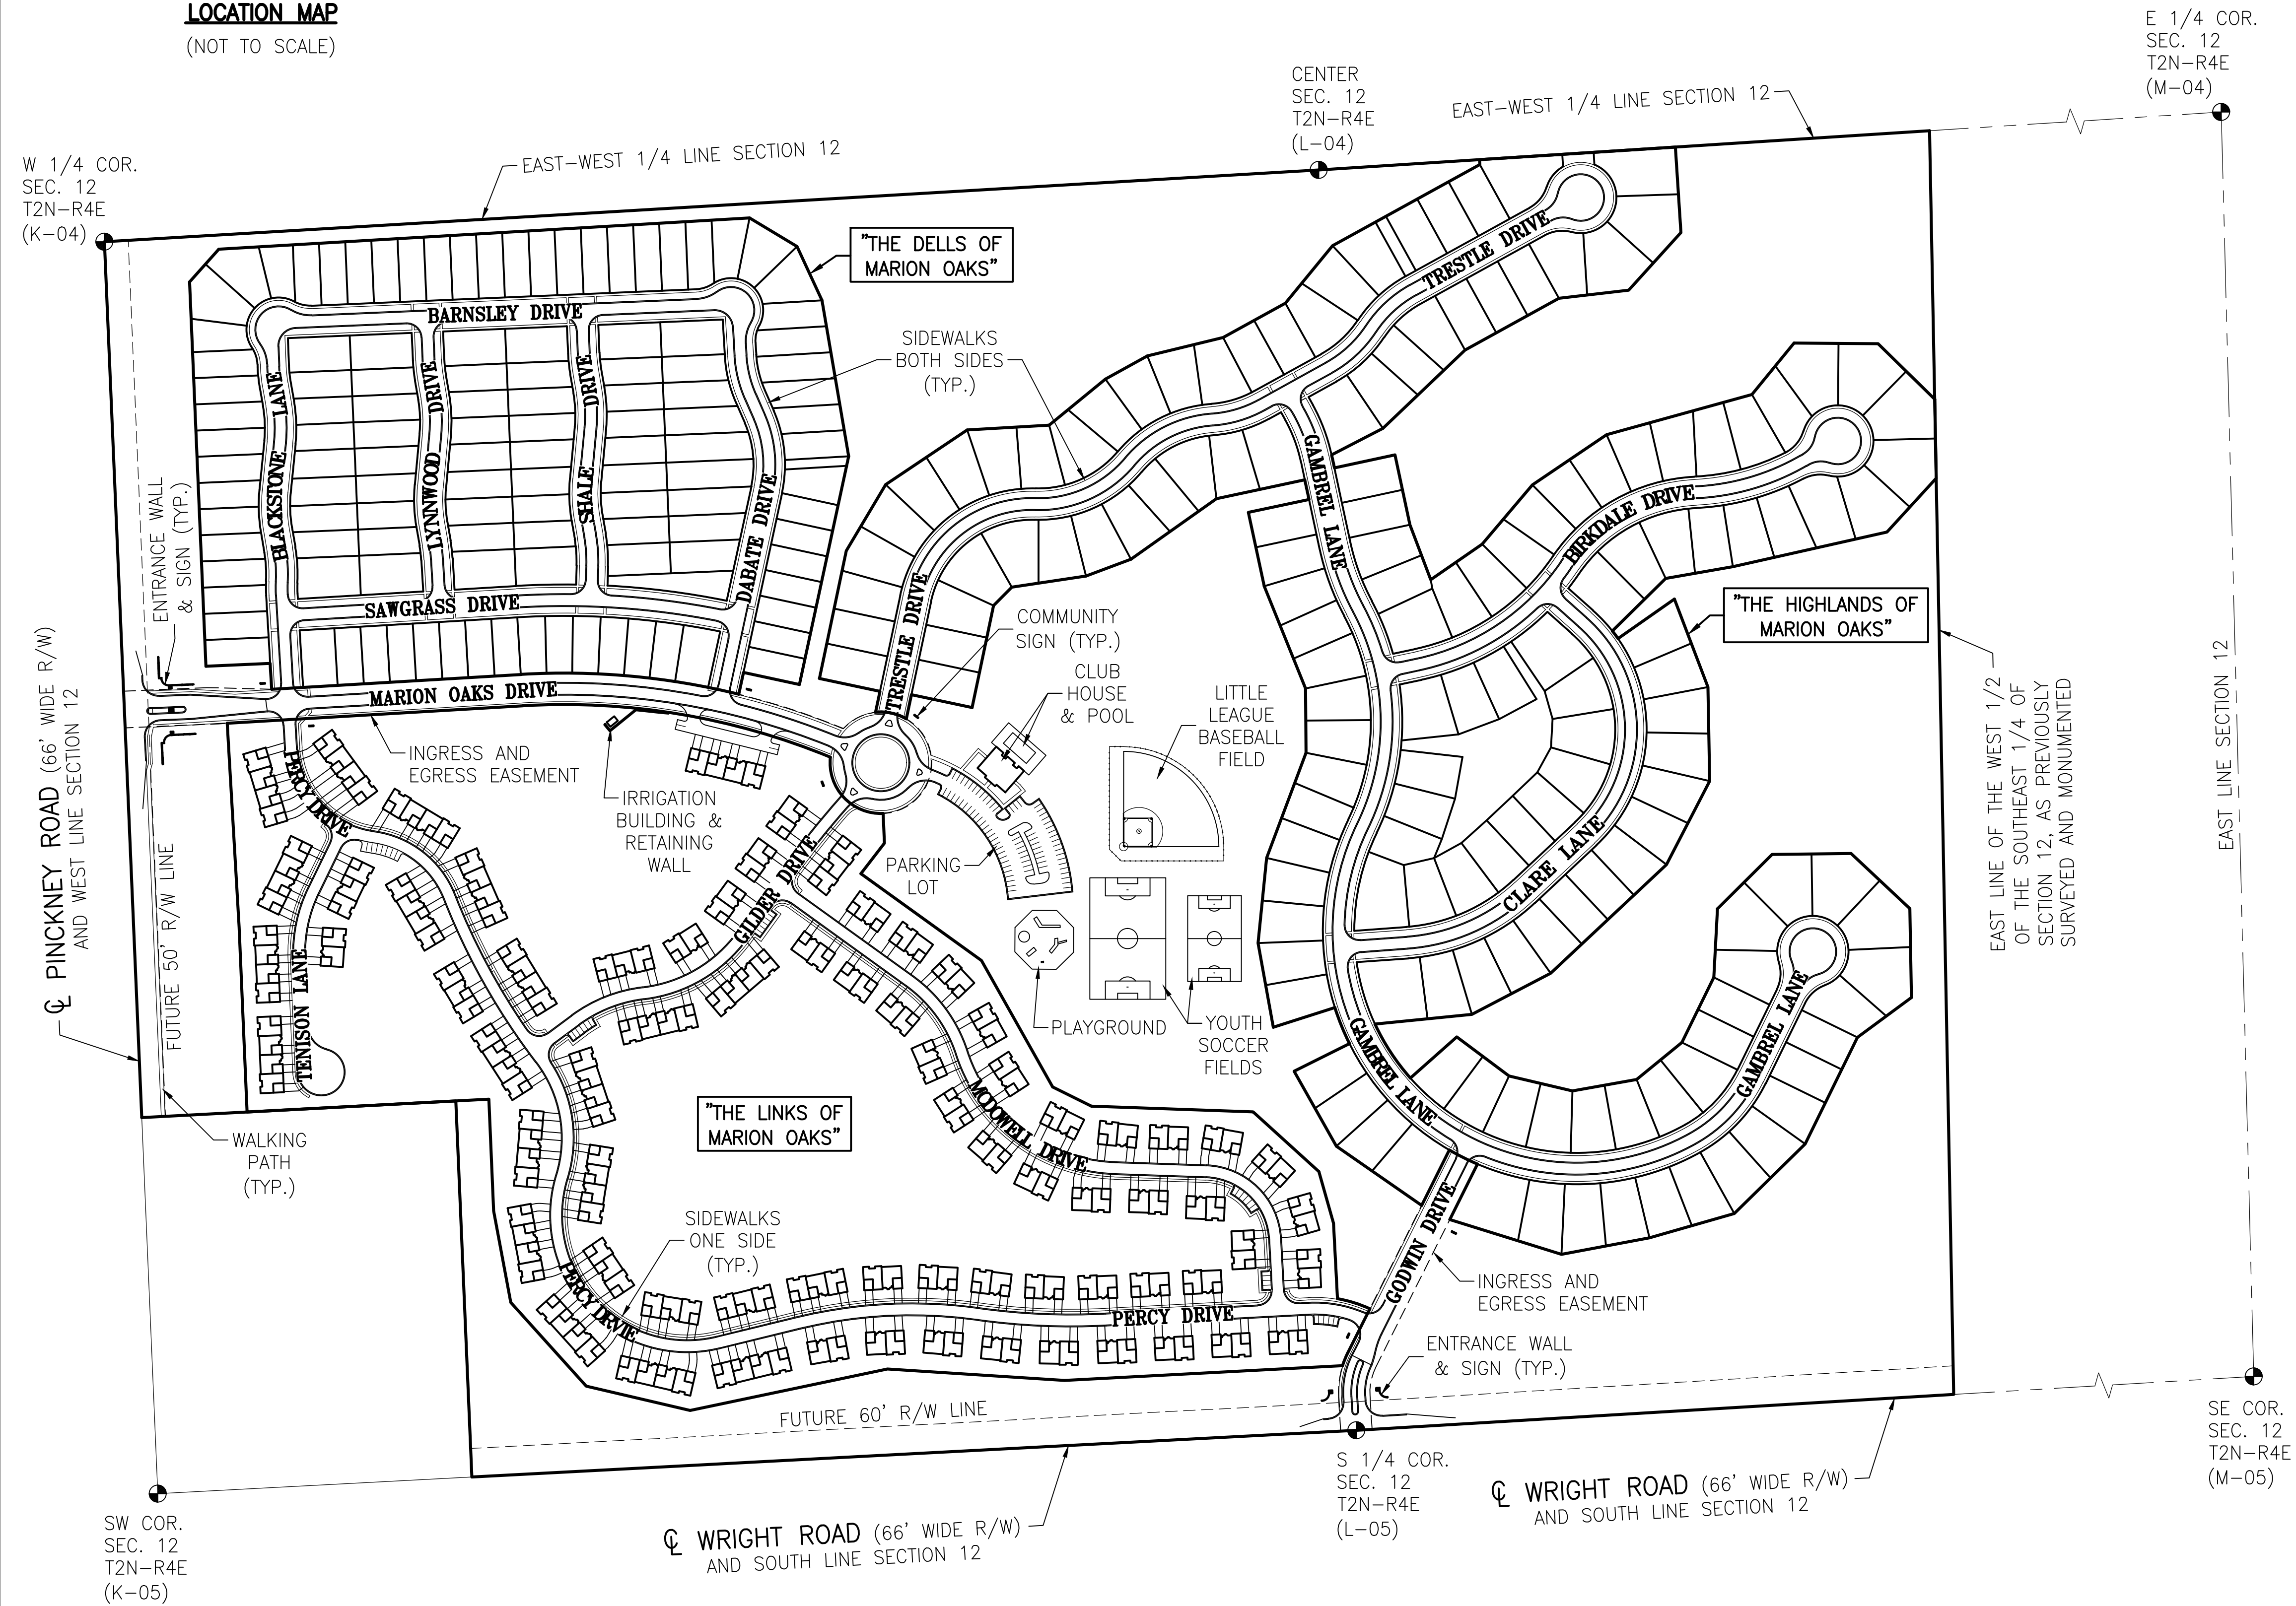 LOCATION MAP
(NOT TO SCALE)
E 1/4 COR.
SEC. 12
T2N-R4E
(M-04)
CENTER
SEC. 12
T2N-R4E
(L-04)
EAST-WEST 1/4 LINE SECTION 12
W 1/4 COR.
SEC. 12
T2N-R4E
(K-04)
EAST-WEST 1/4 LINE SECTION 12
"THE DELLS OF
MARION OAKS"
TRESTLE DRIVE
BARNSLEY DRIVE
SIDEWALKS
BOTH SIDES
(TYP.)
BLACKSTONE LANE
LYNNWOOD DRIVE
SHALE DRIVE
DABATE DRIVE
GAMBREL LANE
BIRKDALE DRIVE
ENTRANCE WALL
& SIGN (TYP.)
SAWGRASS DRIVE
TRESTLE DRIVE
COMMUNITY
SIGN (TYP.)
"THE HIGHLANDS OF
MARION OAKS"
CLUB
HOUSE
& POOL
LITTLE
LEAGUE
BASEBALL
FIELD
MARION OAKS DRIVE
INGRESS AND
EGRESS EASEMENT
IRRIGATION
BUILDING &
RETAINING
WALL
PERCY DRIVE
GILDER DRIVE
PARKING
LOT
CLARE LANE
℄ PINCKNEY ROAD (66' WIDE R/W)
AND WEST LINE SECTION 12
FUTURE 50' R/W LINE
TENISON LANE
EAST LINE OF THE WEST 1/2
OF THE SOUTHEAST 1/4 OF
SECTION 12, AS PREVIOUSLY
SURVEYED AND MONUMENTED
EAST LINE SECTION 12
PLAYGROUND
YOUTH
SOCCER
FIELDS
GAMBREL LANE
GAMBREL LANE
MCDOWELL DRIVE
"THE LINKS OF
MARION OAKS"
WALKING
PATH
(TYP.)
SIDEWALKS
ONE SIDE
(TYP.)
PERCY DRVIE
PERCY DRIVE
GODWIN DRIVE
INGRESS AND
EGRESS EASEMENT
ENTRANCE WALL
& SIGN (TYP.)
FUTURE 60' R/W LINE
S 1/4 COR.
SEC. 12
T2N-R4E
(L-05)
SE COR.
SEC. 12
T2N-R4E
(M-05)
℄ WRIGHT ROAD (66' WIDE R/W)
AND SOUTH LINE SECTION 12
℄ WRIGHT ROAD (66' WIDE R/W)
AND SOUTH LINE SECTION 12
SW COR.
SEC. 12
T2N-R4E
(K-05)